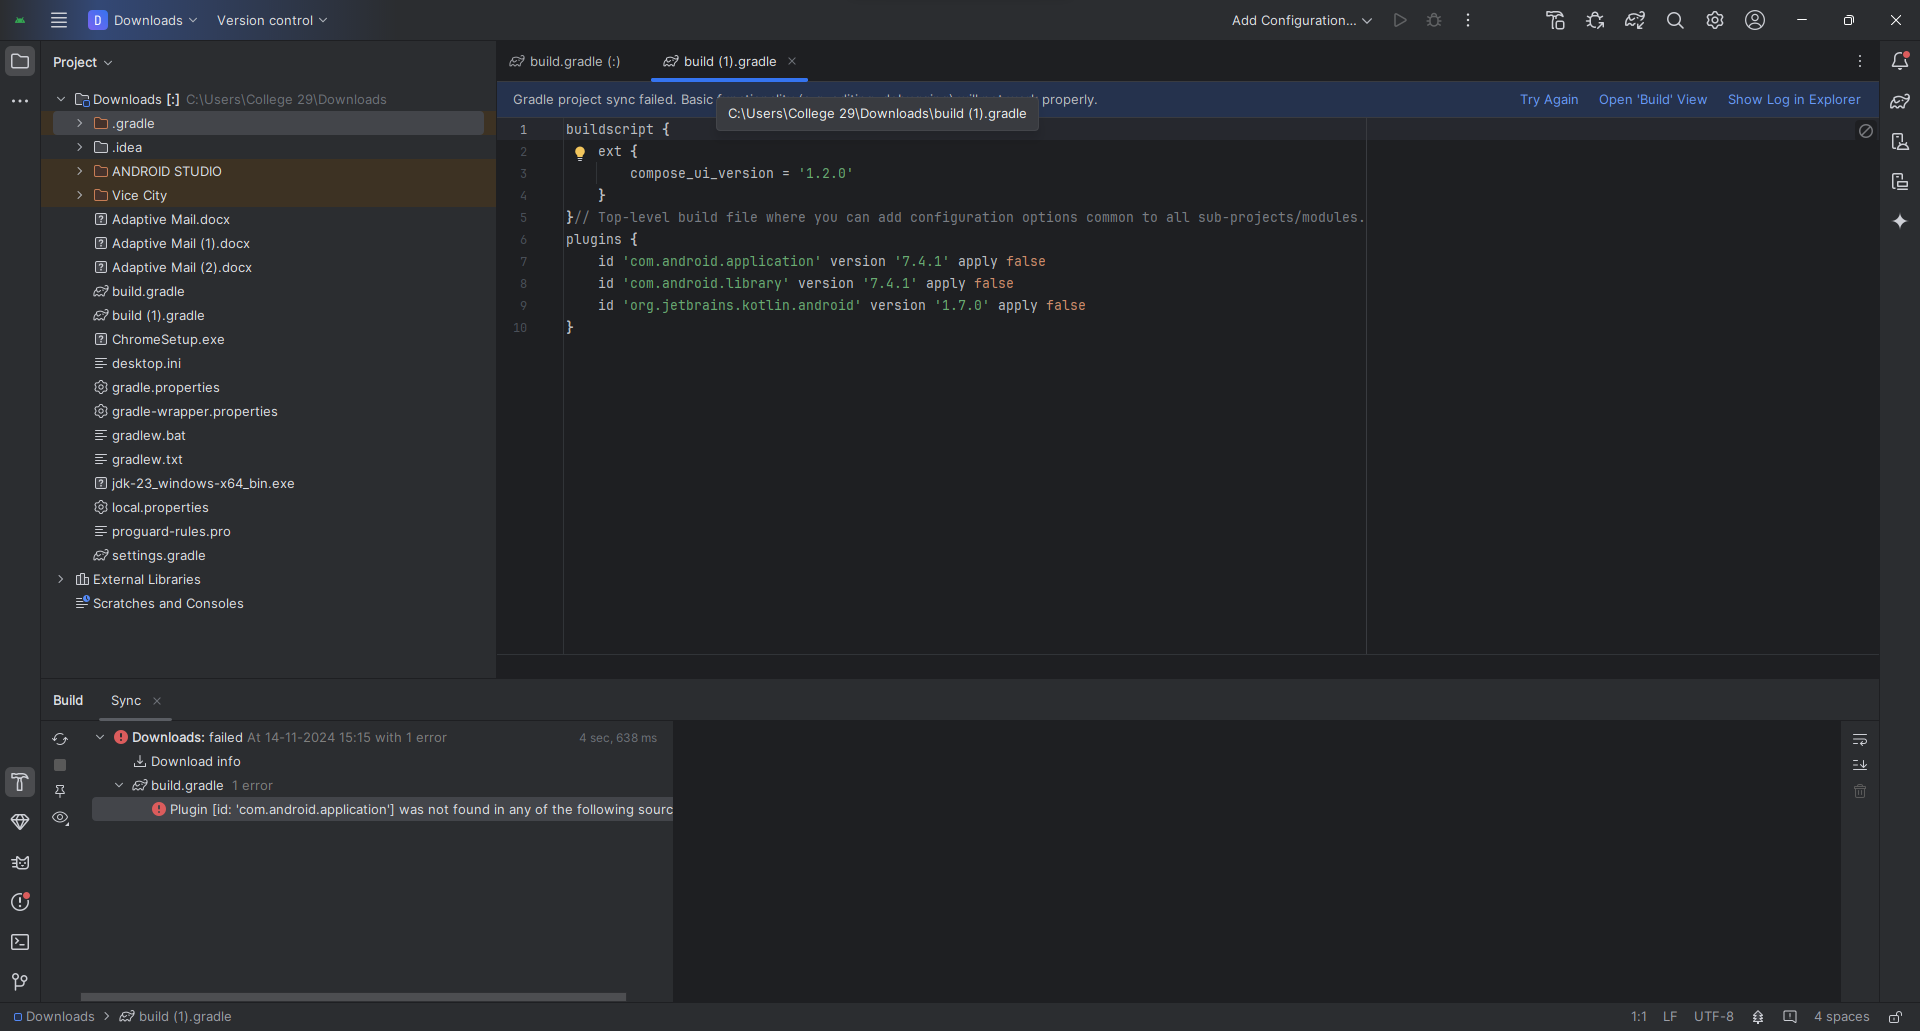 D Downloads Version control Add Configuration...
Project
build.gradle (:) build (1).gradle
Downloads [:] C:\Users\College 29\Downloads
.gradle
.idea
ANDROID STUDIO
Vice City
Adaptive Mail.docx
Adaptive Mail (1).docx
Adaptive Mail (2).docx
build.gradle
build (1).gradle
ChromeSetup.exe
desktop.ini
gradle.properties
gradle-wrapper.properties
gradlew.bat
gradlew.txt
jdk-23_windows-x64_bin.exe
local.properties
proguard-rules.pro
settings.gradle
External Libraries
Scratches and Consoles
Gradle project sync failed. Basic properly. Try Again Open 'Build' View Show Log in Explorer
C:\Users\College 29\Downloads\build (1).gradle
1 buildscript {
2 ext {
3 compose_ui_version = '1.2.0'
4 }
5 }// Top-level build file where you can add configuration options common to all sub-projects/modules.
6 plugins {
7 id 'com.android.application' version '7.4.1' apply false
8 id 'com.android.library' version '7.4.1' apply false
9 id 'org.jetbrains.kotlin.android' version '1.7.0' apply false
10 }
Build Sync
Downloads: failed At 14-11-2024 15:15 with 1 error 4 sec, 638 ms
Download info
build.gradle 1 error
Plugin [id: 'com.android.application'] was not found in any of the following sourc
Downloads > build (1).gradle 1:1 LF UTF-8 4 spaces